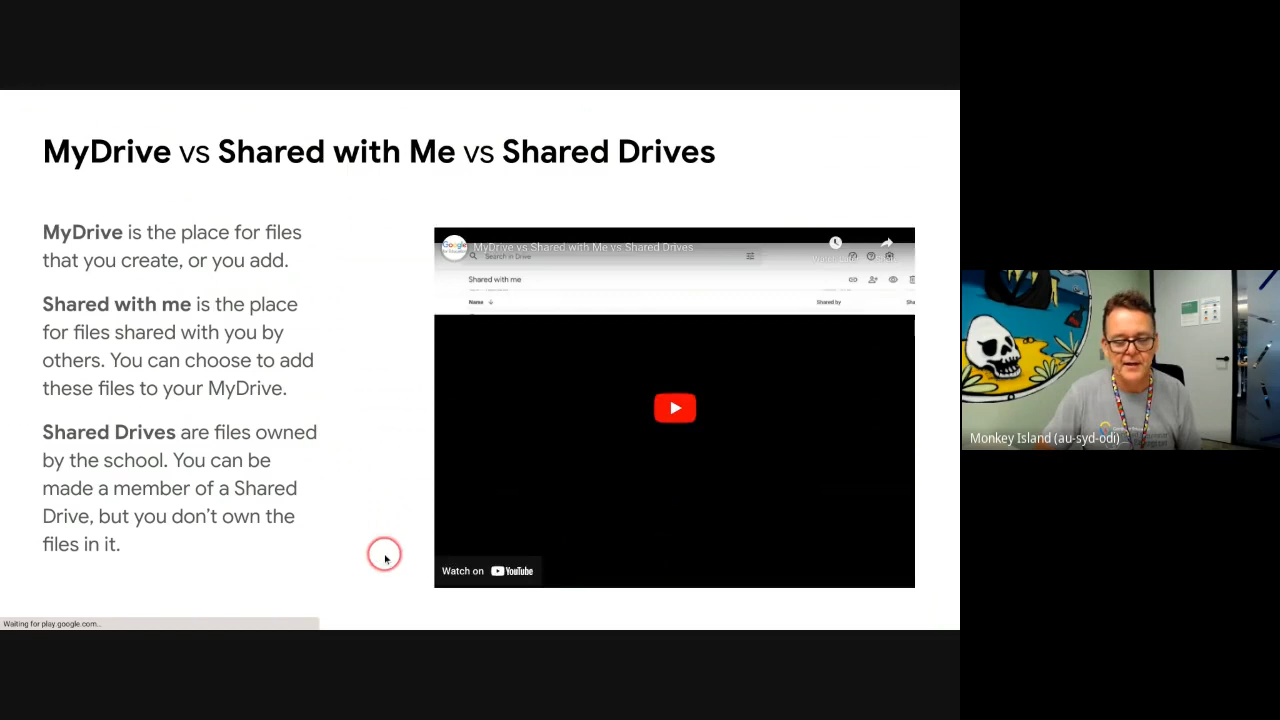 MyDrive vs Shared with Me vs Shared Drives
MyDrive is the place for files
that you create, or you add.
Shared with me is the place
for files shared with you by
others. You can choose to add
these files to your MyDrive.
Shared Drives are files owned
by the school. You can be
made a member of a Shared
Drive, but you don’t own the
files in it.
MyDrive vs Shared with Me vs Shared Drives
Search in Drive
Shared with me
Name
Shared by
Watch on YouTube
Waiting for play.google.com...
Monkey Island (au-syd-odi)